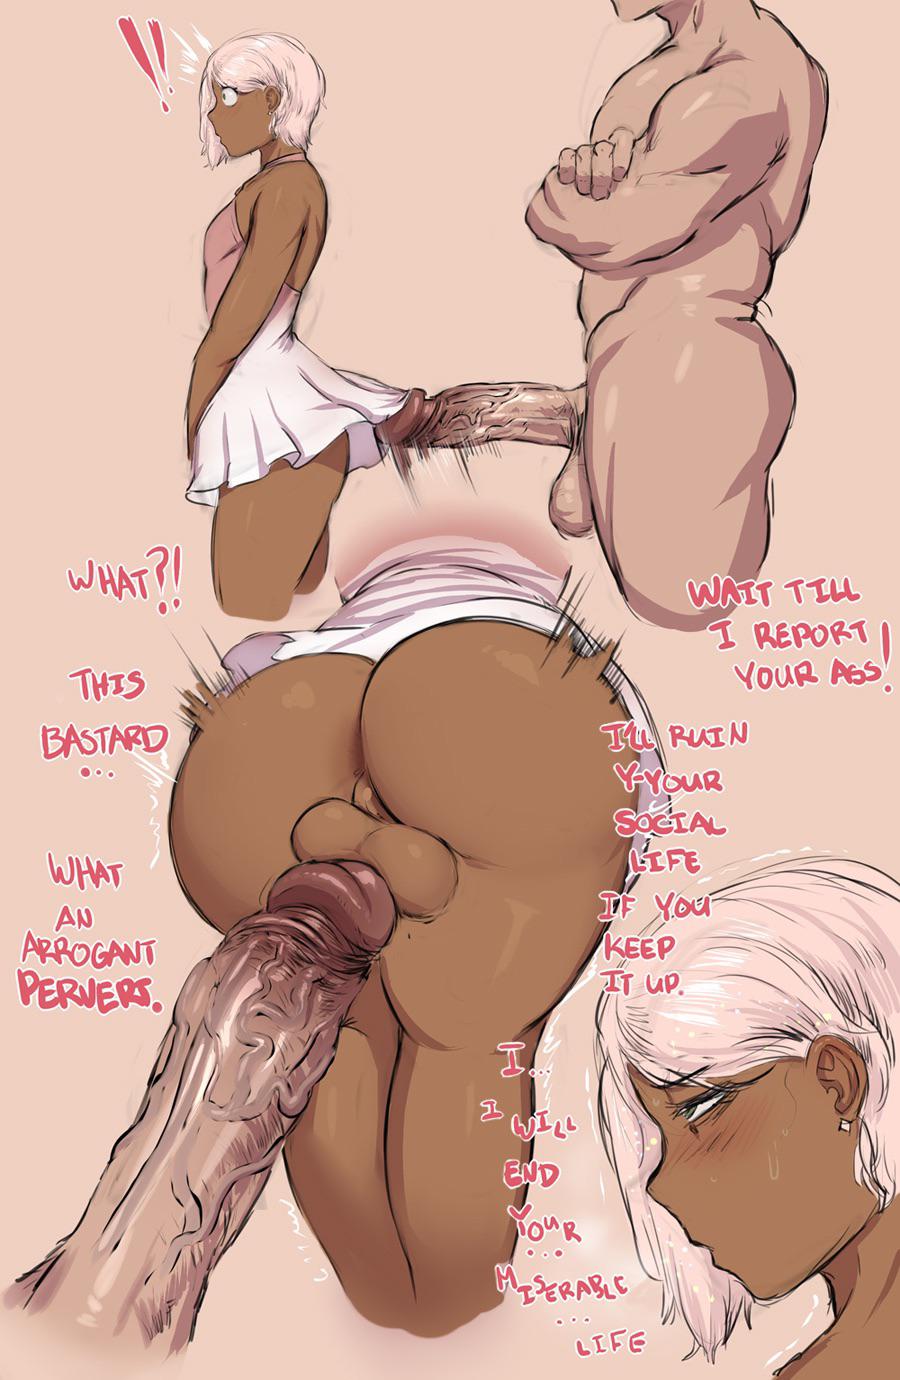 !!
WHAT?!
THIS
BASTARD
...
WHAT
AN
ARROGANT
PERVERT.
WAIT TILL
I REPORT
YOUR ASS!
I'LL RUIN
Y-YOUR
SOCIAL
LIFE
IF YOU
KEEP
IT UP.
I...
I WILL
END
YOUR
...
MISERABLE
...
LIFE